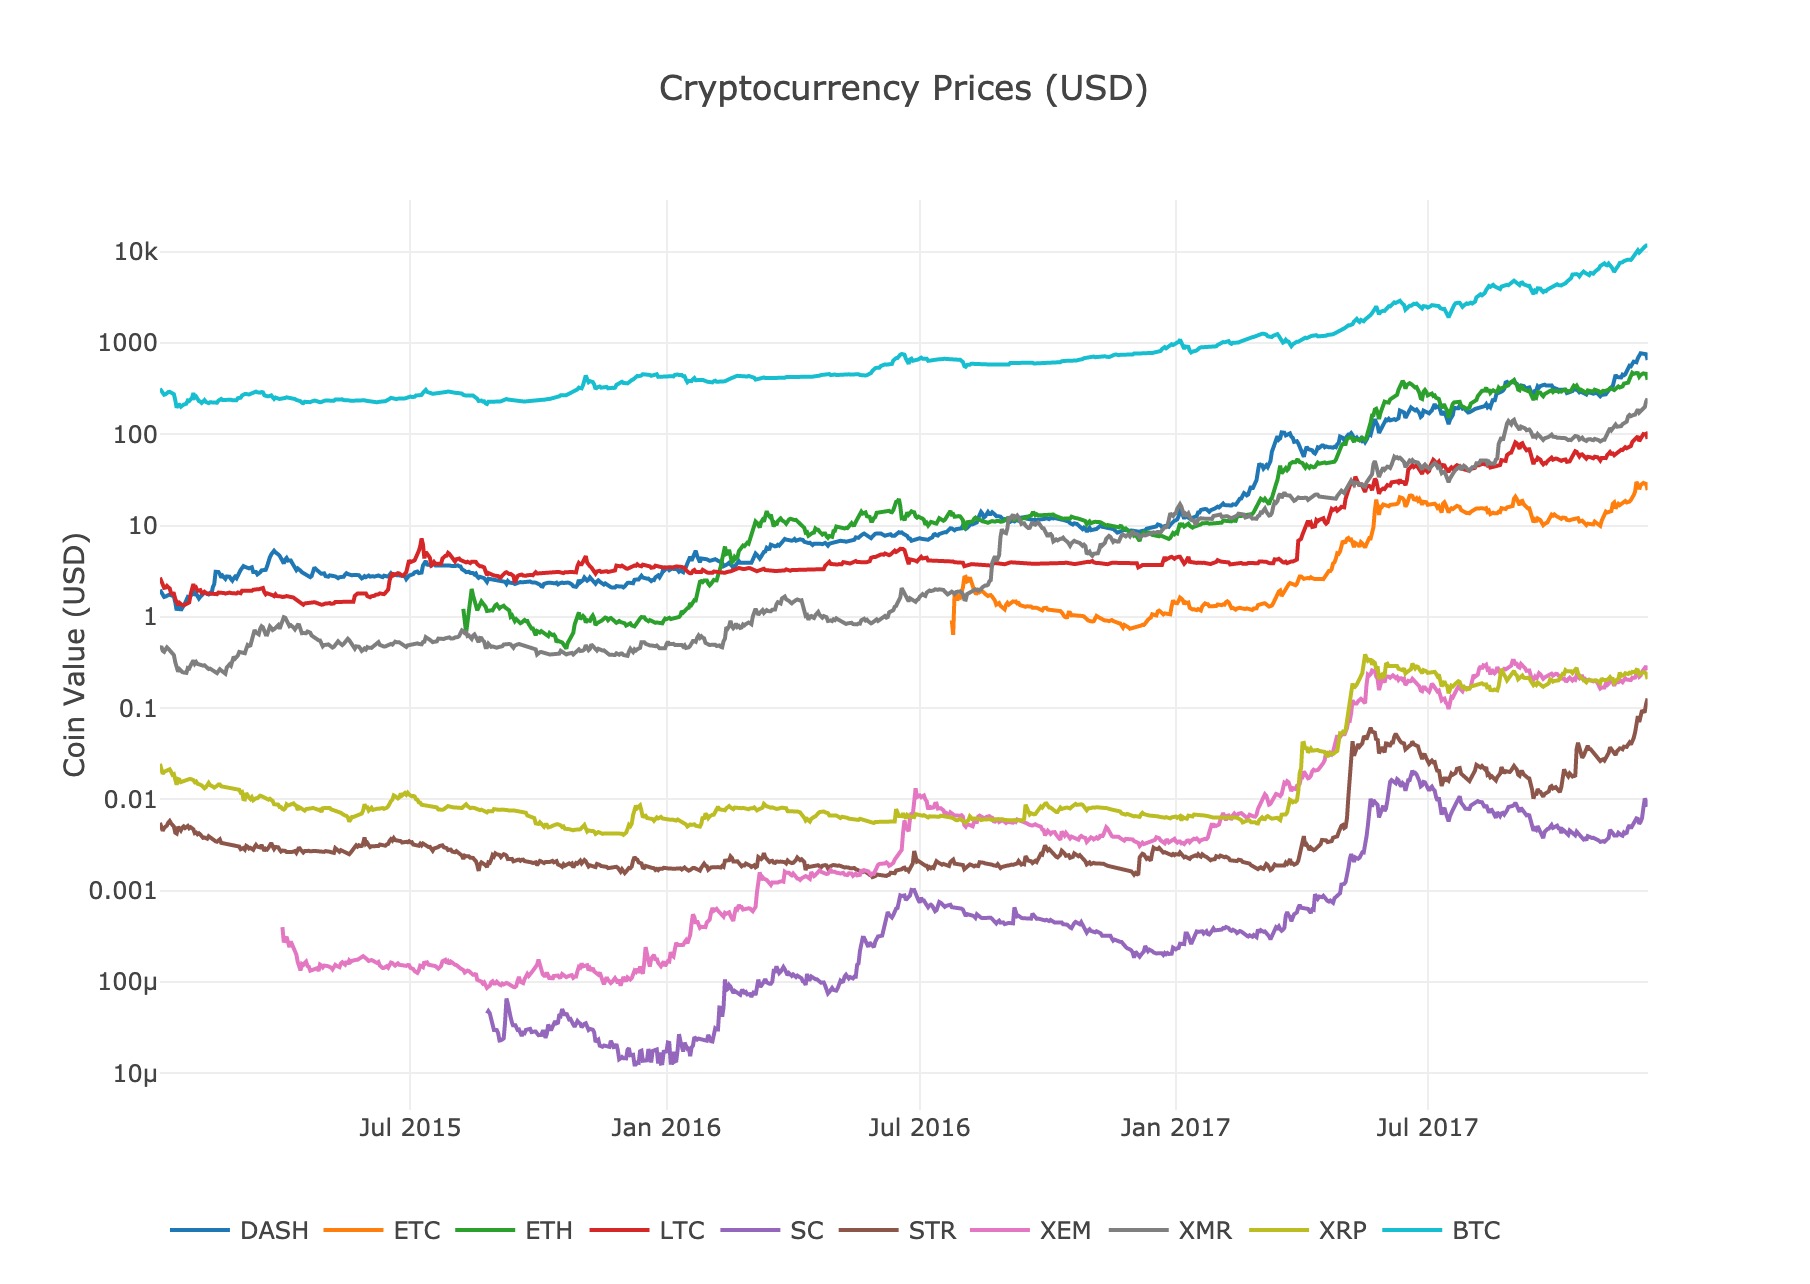 Cryptocurrency Prices (USD)
Coin Value (USD)
10k
1000
100
10
1
0.1
0.01
0.001
100μ
10μ
Jul 2015 Jan 2016 Jul 2016 Jan 2017 Jul 2017
DASH ETC ETH LTC SC STR XEM XMR XRP BTC